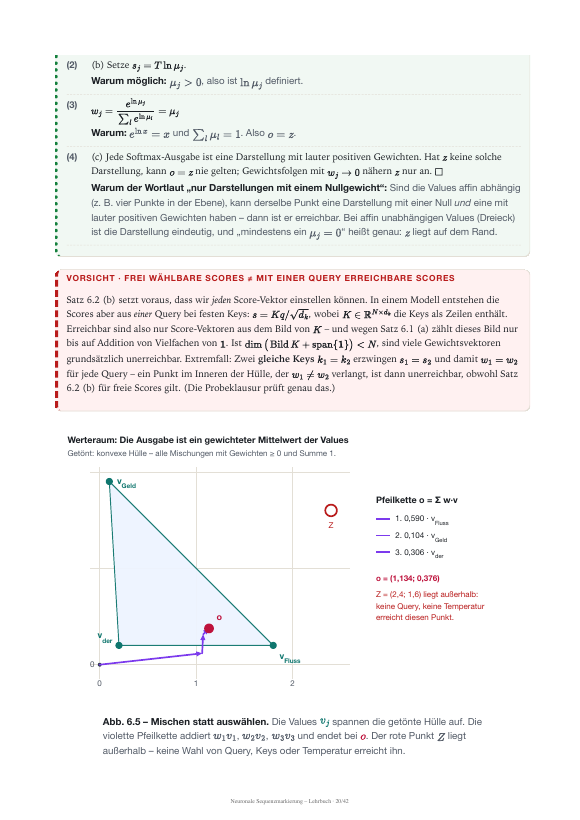 (2) (b) Setze s_j = T ln μ_j.
Warum möglich: μ_j > 0, also ist ln μ_j definiert.
(3) w_j = e^{ln μ_j} / ∑_l e^{ln μ_l} = μ_j
Warum: e^{ln x} = x und ∑_l μ_l = 1. Also o = z.
(4) (c) Jede Softmax-Ausgabe ist eine Darstellung mit lauter positiven Gewichten. Hat z keine solche
Darstellung, kann o = z nie gelten; Gewichtsfolgen mit w_j → 0 nähern z nur an. □
Warum der Wortlaut „nur Darstellungen mit einem Nullgewicht“: Sind die Values affin abhängig
(z. B. vier Punkte in der Ebene), kann derselbe Punkt eine Darstellung mit einer Null und eine mit
lauter positiven Gewichten haben – dann ist er erreichbar. Bei affin unabhängigen Values (Dreieck)
ist die Darstellung eindeutig, und „mindestens ein μ_j = 0“ heißt genau: z liegt auf dem Rand.
VORSICHT · FREI WÄHLBARE SCORES ≠ MIT EINER QUERY ERREICHBARE SCORES
Satz 6.2 (b) setzt voraus, dass wir jeden Score-Vektor einstellen können. In einem Modell entstehen die
Scores aber aus einer Query bei festen Keys: s = Kq/√d_k, wobei K ∈ ℝ^{N×d_k} die Keys als Zeilen enthält.
Erreichbar sind also nur Score-Vektoren aus dem Bild von K – und wegen Satz 6.1 (a) zählt dieses Bild nur
bis auf Addition von Vielfachen von 1. Ist dim (Bild K + span{1}) < N, sind viele Gewichtsvektoren
grundsätzlich unerreichbar. Extremfall: Zwei gleiche Keys k_1 = k_2 erzwingen s_1 = s_2 und damit w_1 = w_2
für jede Query – ein Punkt im Inneren der Hülle, der w_1 ≠ w_2 verlangt, ist dann unerreichbar, obwohl Satz
6.2 (b) für freie Scores gilt. (Die Probeklausur prüft genau das.)
Werteraum: Die Ausgabe ist ein gewichteter Mittelwert der Values
Getönt: konvexe Hülle – alle Mischungen mit Gewichten ≥ 0 und Summe 1.
v_Geld
Z
o
v_der
v_Fluss
0
0 1 2
Pfeilkette o = Σ w·v
1. 0,590 · v_Fluss
2. 0,104 · v_Geld
3. 0,306 · v_der
o = (1,134; 0,376)
Z = (2,4; 1,6) liegt außerhalb:
keine Query, keine Temperatur
erreicht diesen Punkt.
Abb. 6.5 – Mischen statt auswählen. Die Values v_j spannen die getönte Hülle auf. Die
violette Pfeilkette addiert w_1v_1, w_2v_2, w_3v_3 und endet bei o. Der rote Punkt Z liegt
außerhalb – keine Wahl von Query, Keys oder Temperatur erreicht ihn.
Neuronale Sequenzmarkierung – Lehrbuch · 20/42